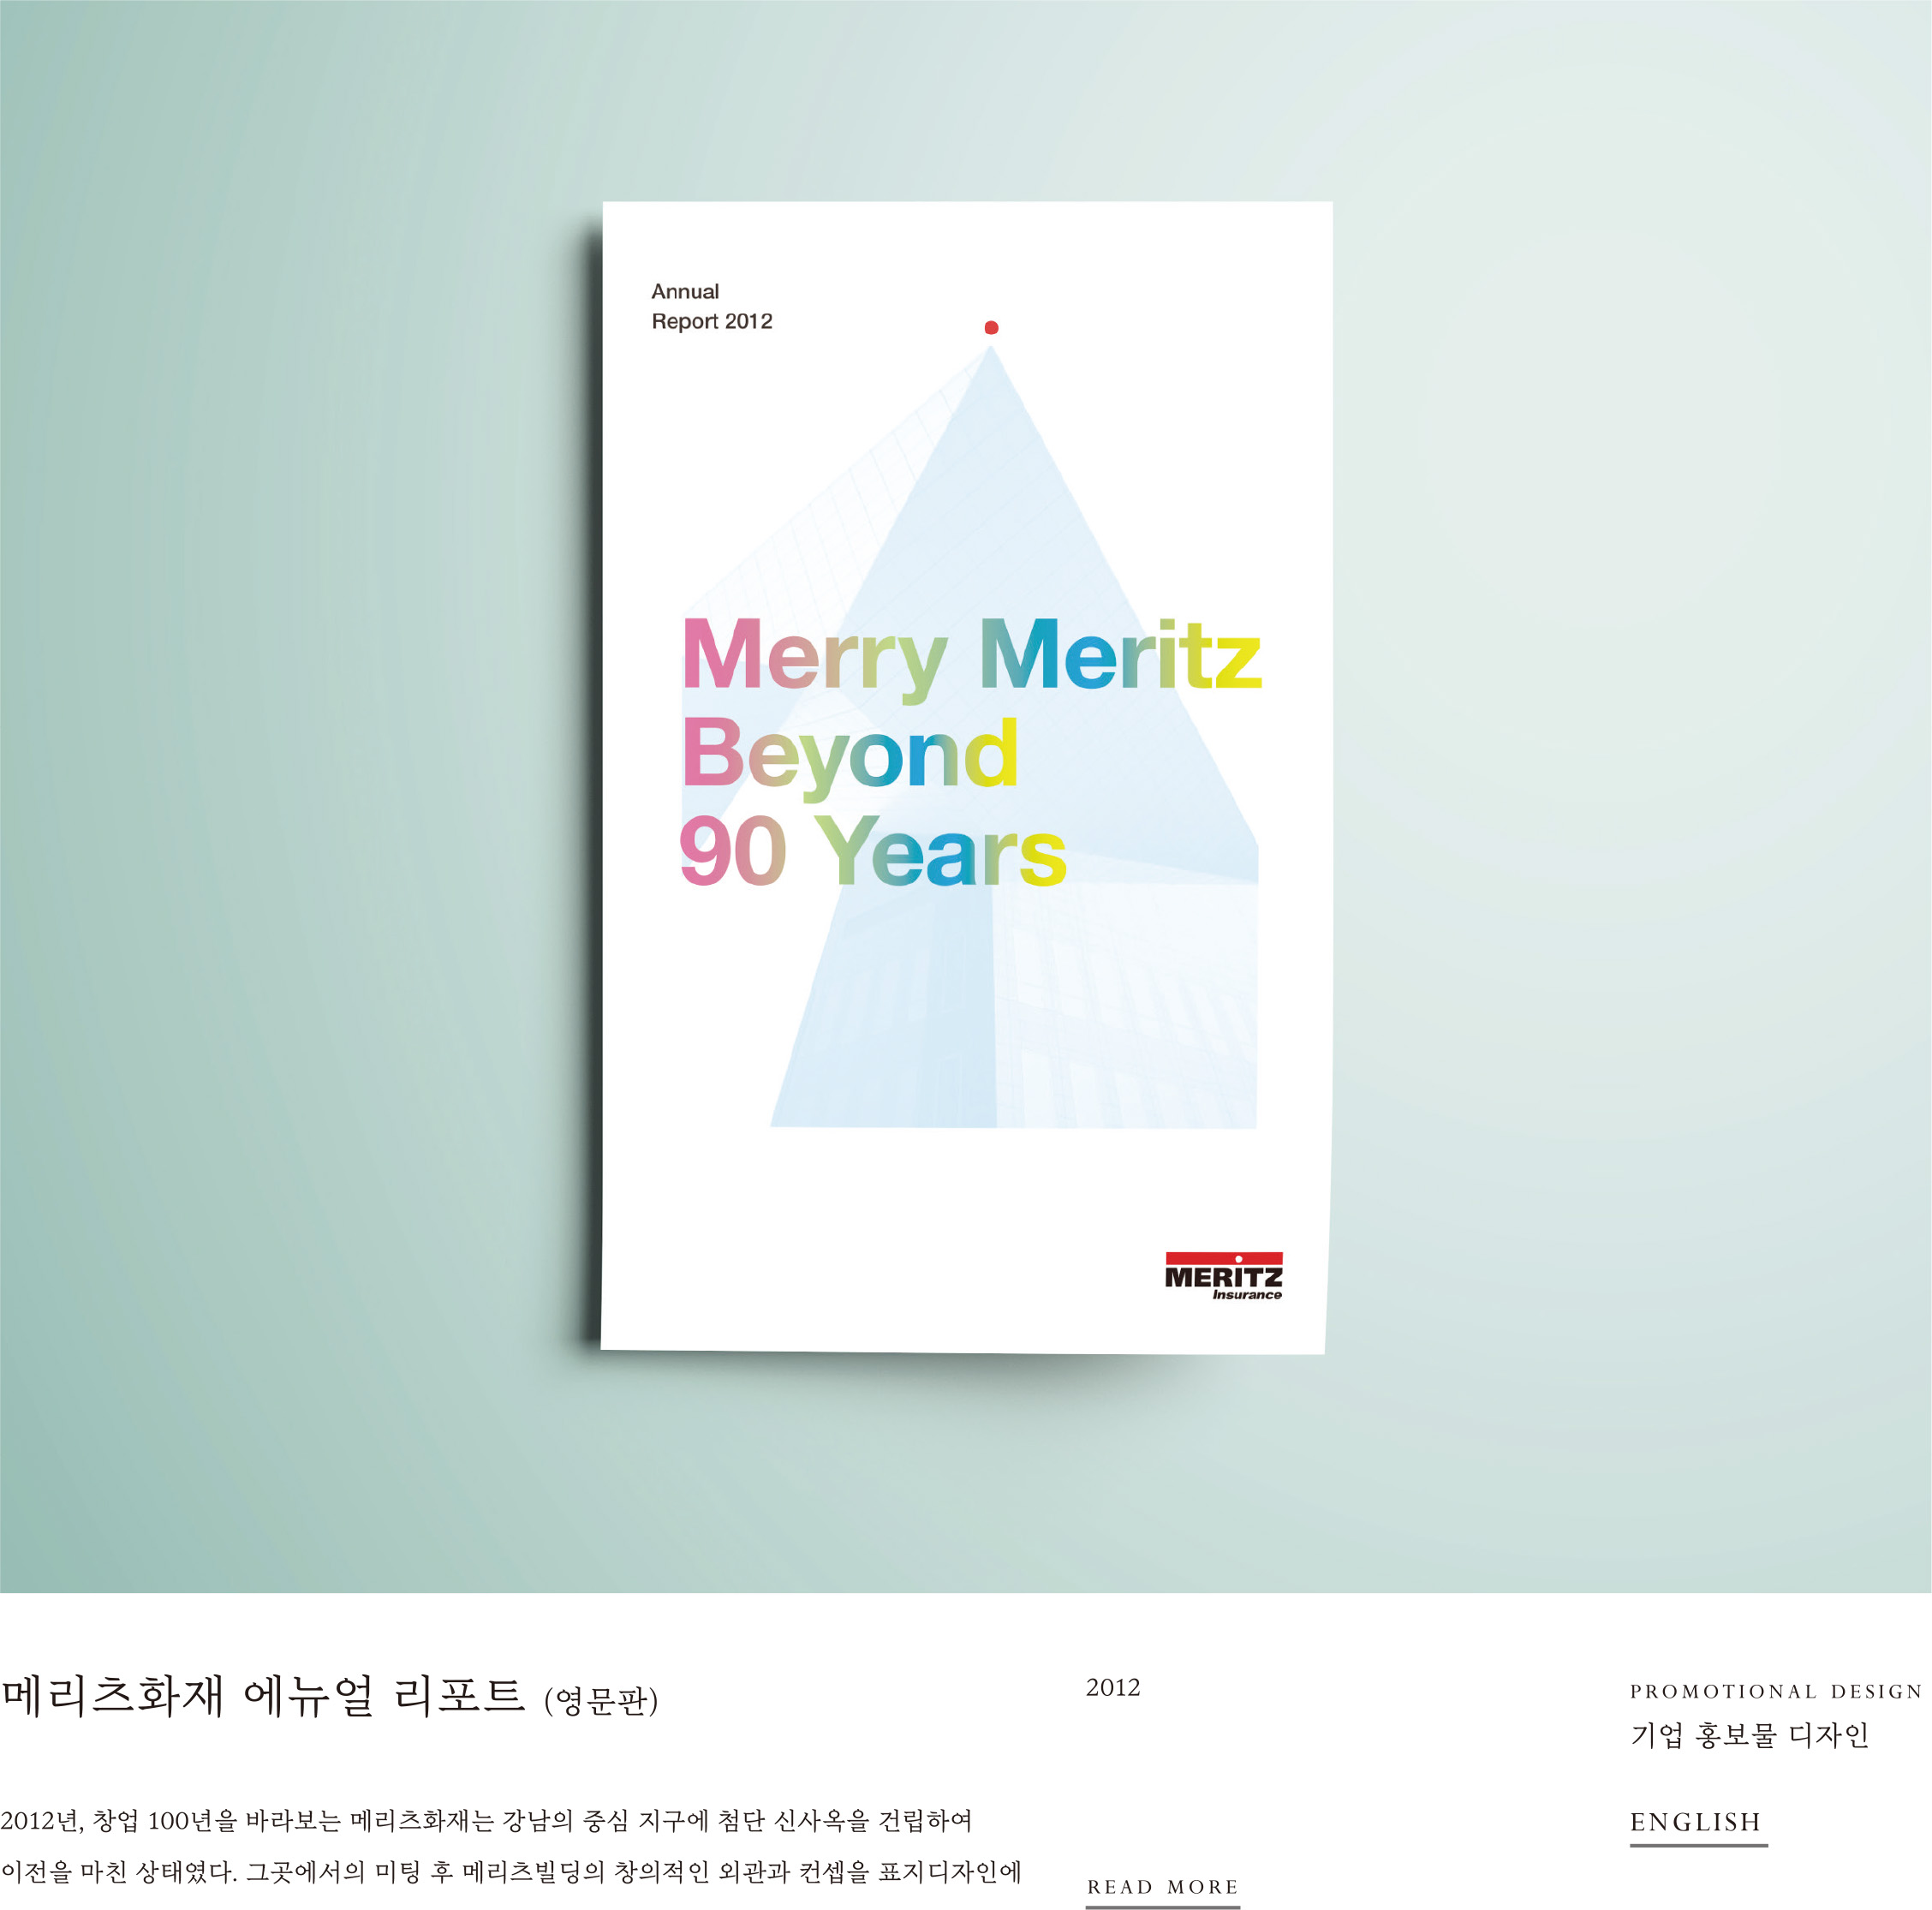 Annual
Report 2012
Merry Meritz
Beyond
90 Years
MERiTZ
Insurance
메리츠화재 에뉴얼 리포트 (영문판)
2012
PROMOTIONAL DESIGN
기업 홍보물 디자인
2012년, 창업 100년을 바라보는 메리츠화재는 강남의 중심 지구에 첨단 신사옥을 건립하여
이전을 마친 상태였다. 그곳에서의 미팅 후 메리츠빌딩의 창의적인 외관과 컨셉을 표지디자인에
ENGLISH
READ MORE